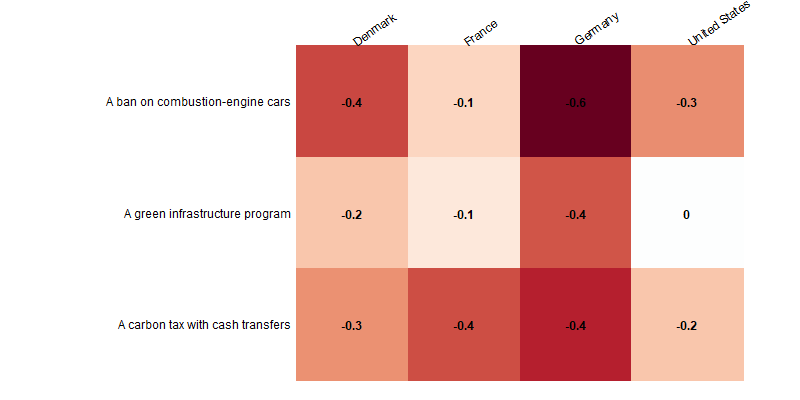 Denmark France Germany United States
A ban on combustion-engine cars -0.4 -0.1 -0.6 -0.3
A green infrastructure program -0.2 -0.1 -0.4 0
A carbon tax with cash transfers -0.3 -0.4 -0.4 -0.2